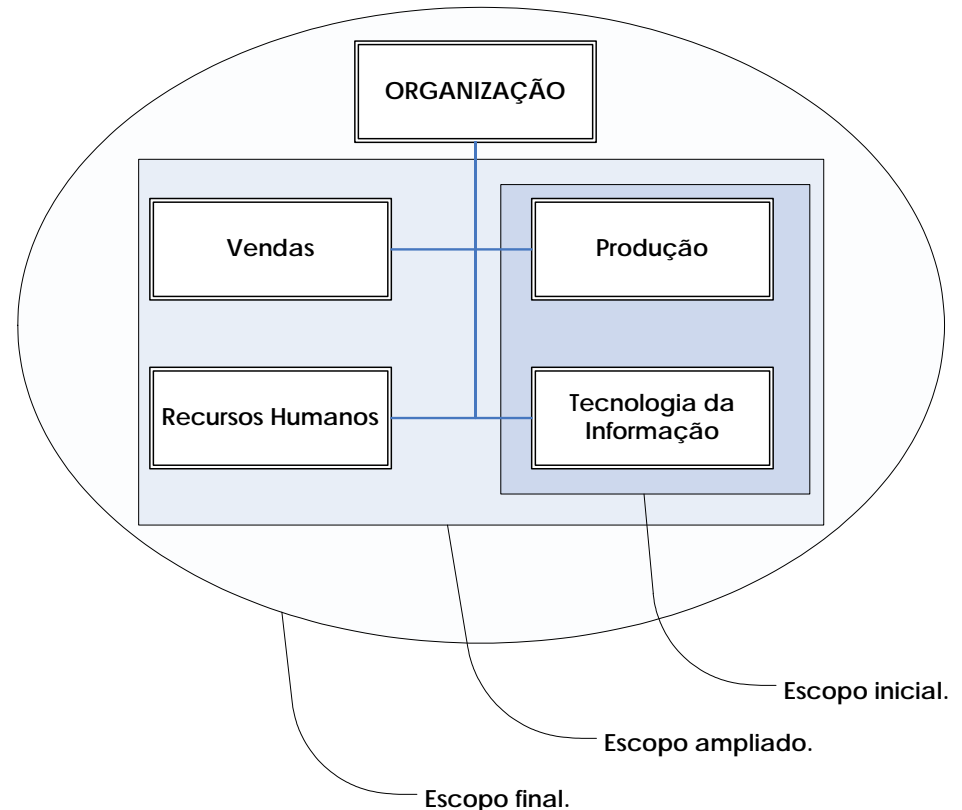 ORGANIZAÇÃO
Vendas
Produção
Recursos Humanos
Tecnologia da
Informação
Escopo inicial.
Escopo ampliado.
Escopo final.